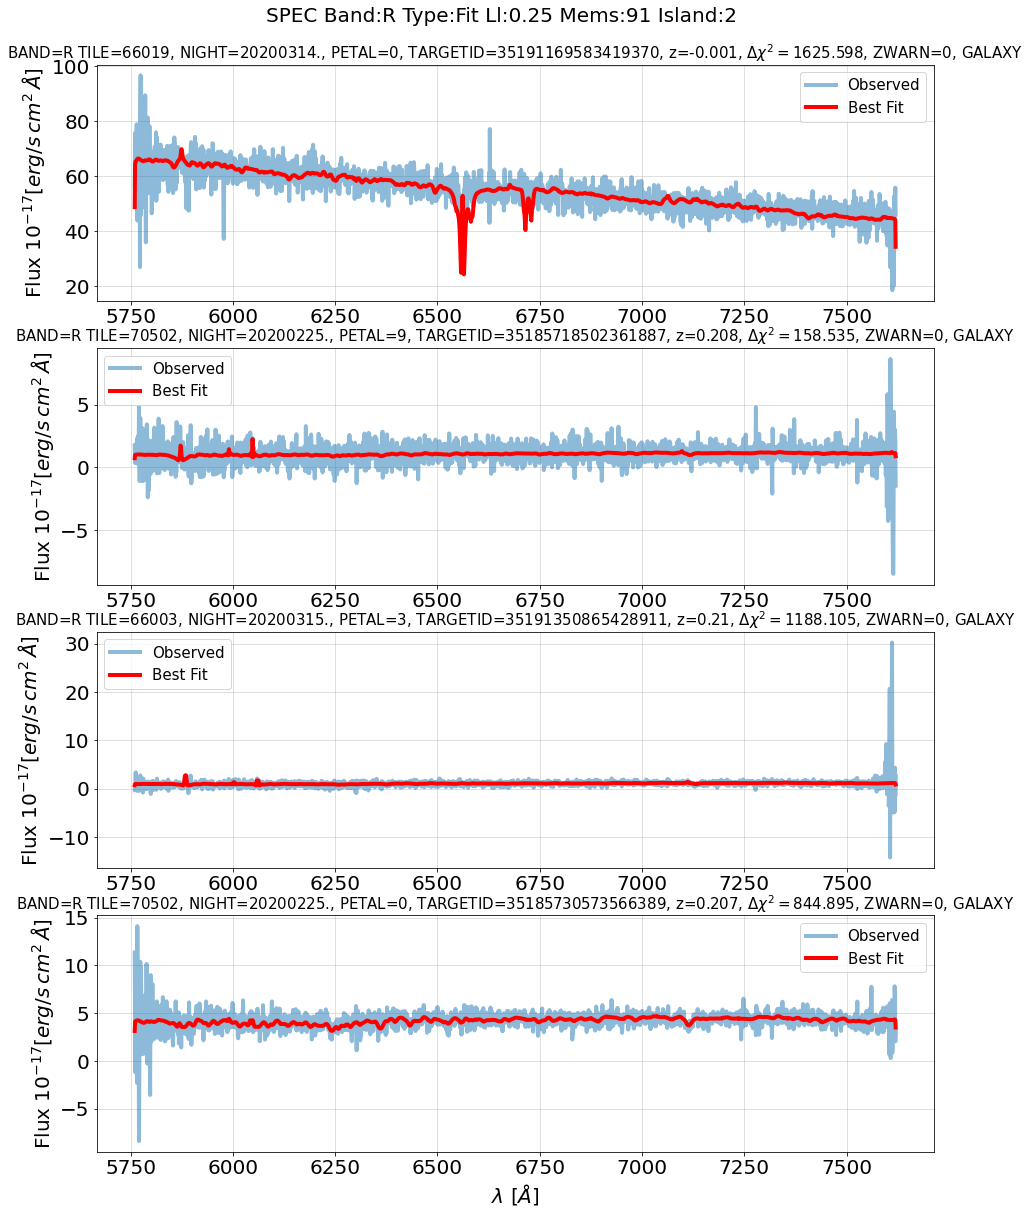 SPEC Band:R Type:Fit Ll:0.25 Mems:91 Island:2
BAND=R TILE=66019, NIGHT=20200314., PETAL=0, TARGETID=35191169583419370, z=-0.001, Δχ² = 1625.598, ZWARN=0, GALAXY
Flux 10⁻¹⁷[erg/s cm² Å]
100
80
60
40
20
Observed
Best Fit
5750 6000 6250 6500 6750 7000 7250 7500
BAND=R TILE=70502, NIGHT=20200225., PETAL=9, TARGETID=35185718502361887, z=0.208, Δχ² = 158.535, ZWARN=0, GALAXY
Flux 10⁻¹⁷[erg/s cm² Å]
5
0
−5
Observed
Best Fit
5750 6000 6250 6500 6750 7000 7250 7500
BAND=R TILE=66003, NIGHT=20200315., PETAL=3, TARGETID=35191350865428911, z=0.21, Δχ² = 1188.105, ZWARN=0, GALAXY
Flux 10⁻¹⁷[erg/s cm² Å]
30
20
10
0
−10
Observed
Best Fit
5750 6000 6250 6500 6750 7000 7250 7500
BAND=R TILE=70502, NIGHT=20200225., PETAL=0, TARGETID=35185730573566389, z=0.207, Δχ² = 844.895, ZWARN=0, GALAXY
Flux 10⁻¹⁷[erg/s cm² Å]
15
10
5
0
−5
Observed
Best Fit
5750 6000 6250 6500 6750 7000 7250 7500
λ [Å]